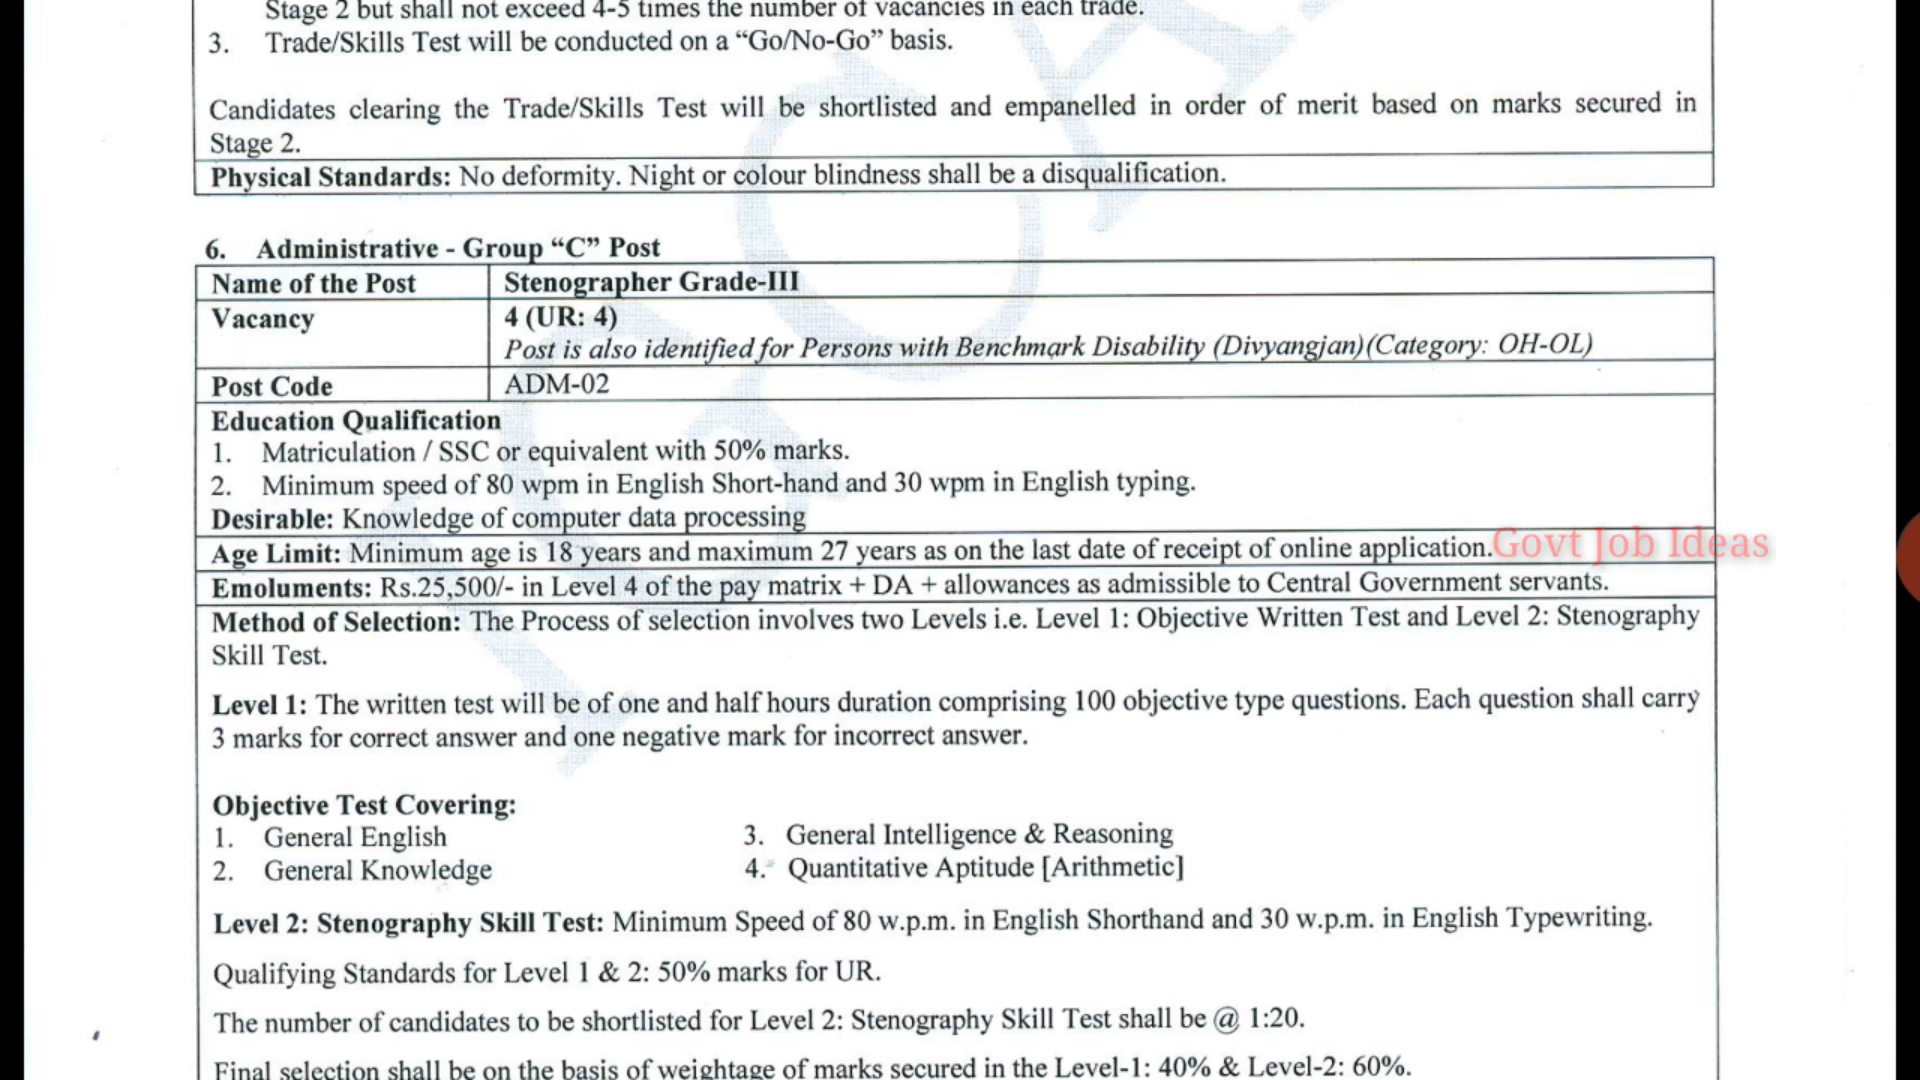 Stage 2 but shall not exceed 4-5 times the number of vacancies in each trade.
3. Trade/Skills Test will be conducted on a “Go/No-Go” basis.
Candidates clearing the Trade/Skills Test will be shortlisted and empanelled in order of merit based on marks secured in
Stage 2.
Physical Standards: No deformity. Night or colour blindness shall be a disqualification.
6. Administrative - Group “C” Post
Name of the Post Stenographer Grade-III
Vacancy 4 (UR: 4)
Post is also identified for Persons with Benchmark Disability (Divyangjan)(Category: OH-OL)
Post Code ADM-02
Education Qualification
1. Matriculation / SSC or equivalent with 50% marks.
2. Minimum speed of 80 wpm in English Short-hand and 30 wpm in English typing.
Desirable: Knowledge of computer data processing
Age Limit: Minimum age is 18 years and maximum 27 years as on the last date of receipt of online application.
Govt Job Ideas
Emoluments: Rs.25,500/- in Level 4 of the pay matrix + DA + allowances as admissible to Central Government servants.
Method of Selection: The Process of selection involves two Levels i.e. Level 1: Objective Written Test and Level 2: Stenography
Skill Test.
Level 1: The written test will be of one and half hours duration comprising 100 objective type questions. Each question shall carry
3 marks for correct answer and one negative mark for incorrect answer.
Objective Test Covering:
1. General English 3. General Intelligence & Reasoning
2. General Knowledge 4. Quantitative Aptitude [Arithmetic]
Level 2: Stenography Skill Test: Minimum Speed of 80 w.p.m. in English Shorthand and 30 w.p.m. in English Typewriting.
Qualifying Standards for Level 1 & 2: 50% marks for UR.
The number of candidates to be shortlisted for Level 2: Stenography Skill Test shall be @ 1:20.
Final selection shall be on the basis of weightage of marks secured in the Level-1: 40% & Level-2: 60%.